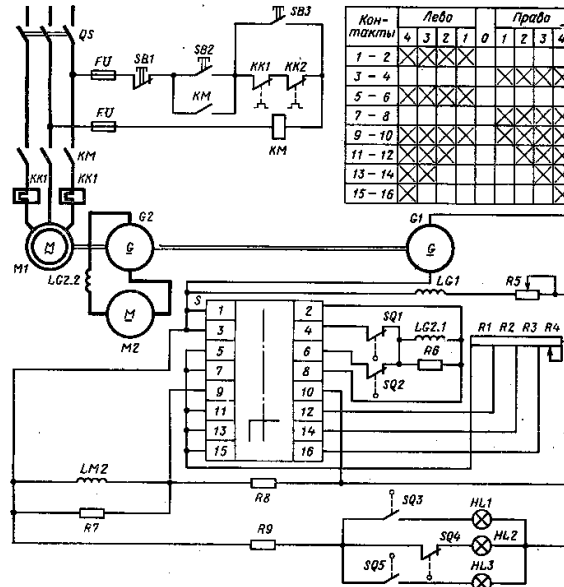 SB3
QS
SB2
FU SB1 KK1 KK2
KM
FU
KM
KM
KK1 KK1
Кон-
такты
Лево Право
4 3 2 1 0 1 2 3 4
1 – 2
3 – 4
5 – 6
7 – 8
9 – 10
11 – 12
13 – 14
15 – 16
G2 G1
M G G
M1
LG2.2
LG1 R5
M
M2
S
1 2
3 4
5 6
7 8
9 10
11 12
13 14
15 16
SQ1 LG2.1
R6
SQ2
R1 R2 R3 R4
LM2
R8
R7
SQ3 HL1
R9
SQ4 HL2
SQ5 HL3